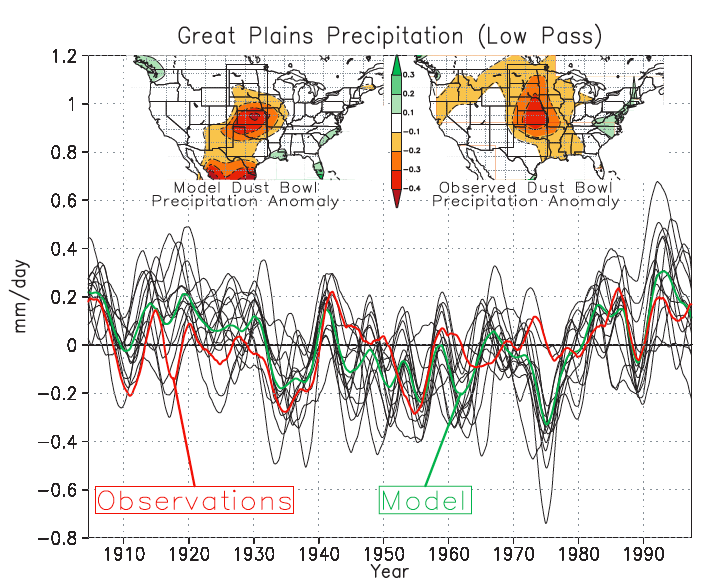 Great Plains Precipitation (Low Pass)
1.2
1
0.8
0.6
0.4
0.2
0
−0.2
−0.4
−0.6
−0.8
mm/day
0.3
0.2
0.1
−0.1
−0.2
−0.3
−0.4
Model Dust Bowl
Precipitation Anomaly
Observed Dust Bowl
Precipitation Anomaly
Observations
Model
1910 1920 1930 1940 1950 1960 1970 1980 1990
Year